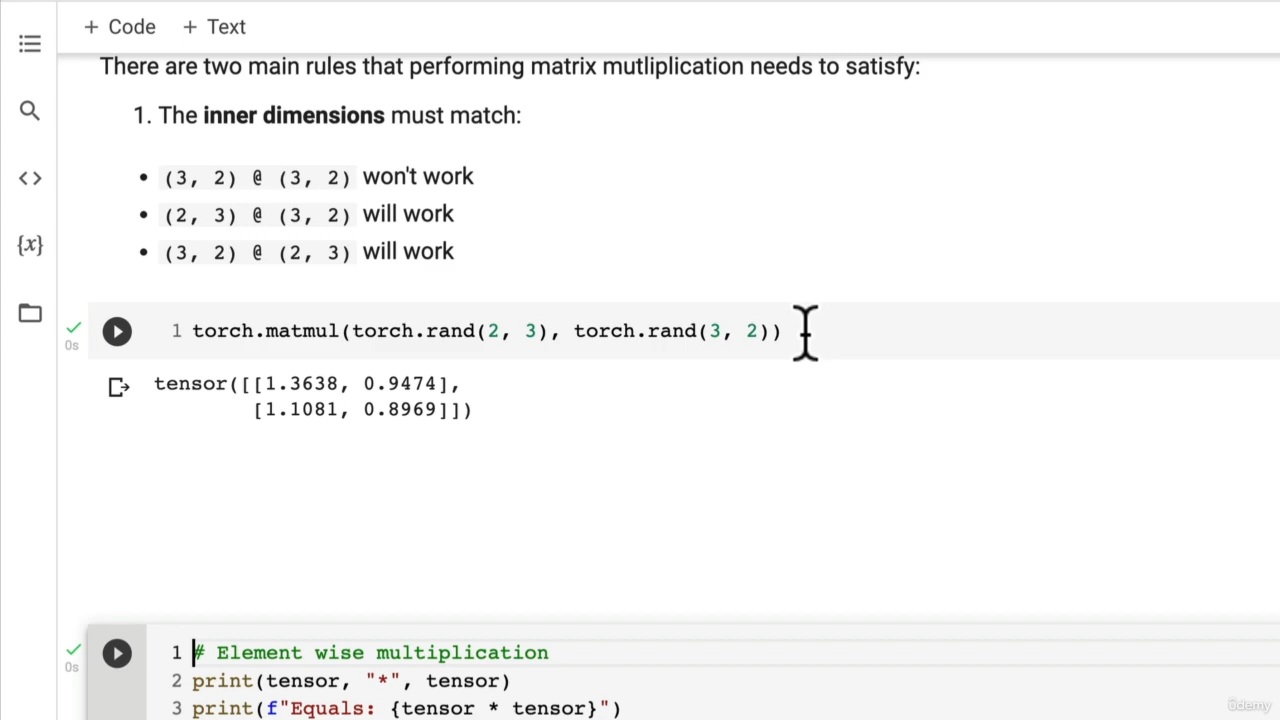 + Code + Text
There are two main rules that performing matrix mutliplication needs to satisfy:
1. The inner dimensions must match:
• (3, 2) @ (3, 2) won't work
• (2, 3) @ (3, 2) will work
• (3, 2) @ (2, 3) will work
{x}
0s
1 torch.matmul(torch.rand(2, 3), torch.rand(3, 2))
tensor([[1.3638, 0.9474],
[1.1081, 0.8969]])
0s
1 # Element wise multiplication
2 print(tensor, "*", tensor)
3 print(f"Equals: {tensor * tensor}")
ûdemy